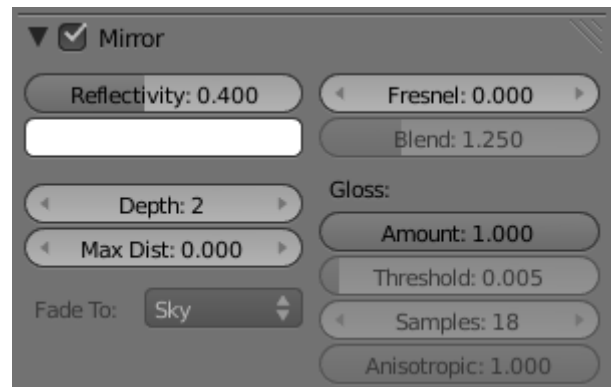 Mirror
Reflectivity: 0.400
Fresnel: 0.000
Blend: 1.250
Depth: 2
Max Dist: 0.000
Fade To: Sky
Gloss:
Amount: 1.000
Threshold: 0.005
Samples: 18
Anisotropic: 1.000